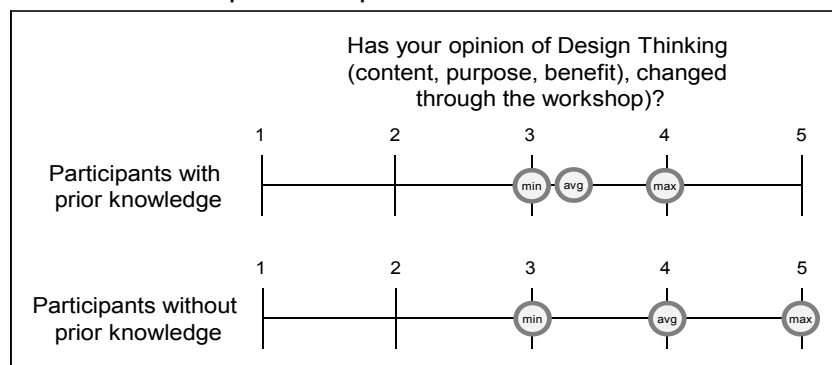 Has your opinion of Design Thinking
(content, purpose, benefit), changed
through the workshop)?
1 2 3 4 5
Participants with
prior knowledge
min avg max
1 2 3 4 5
Participants without
prior knowledge
min avg max